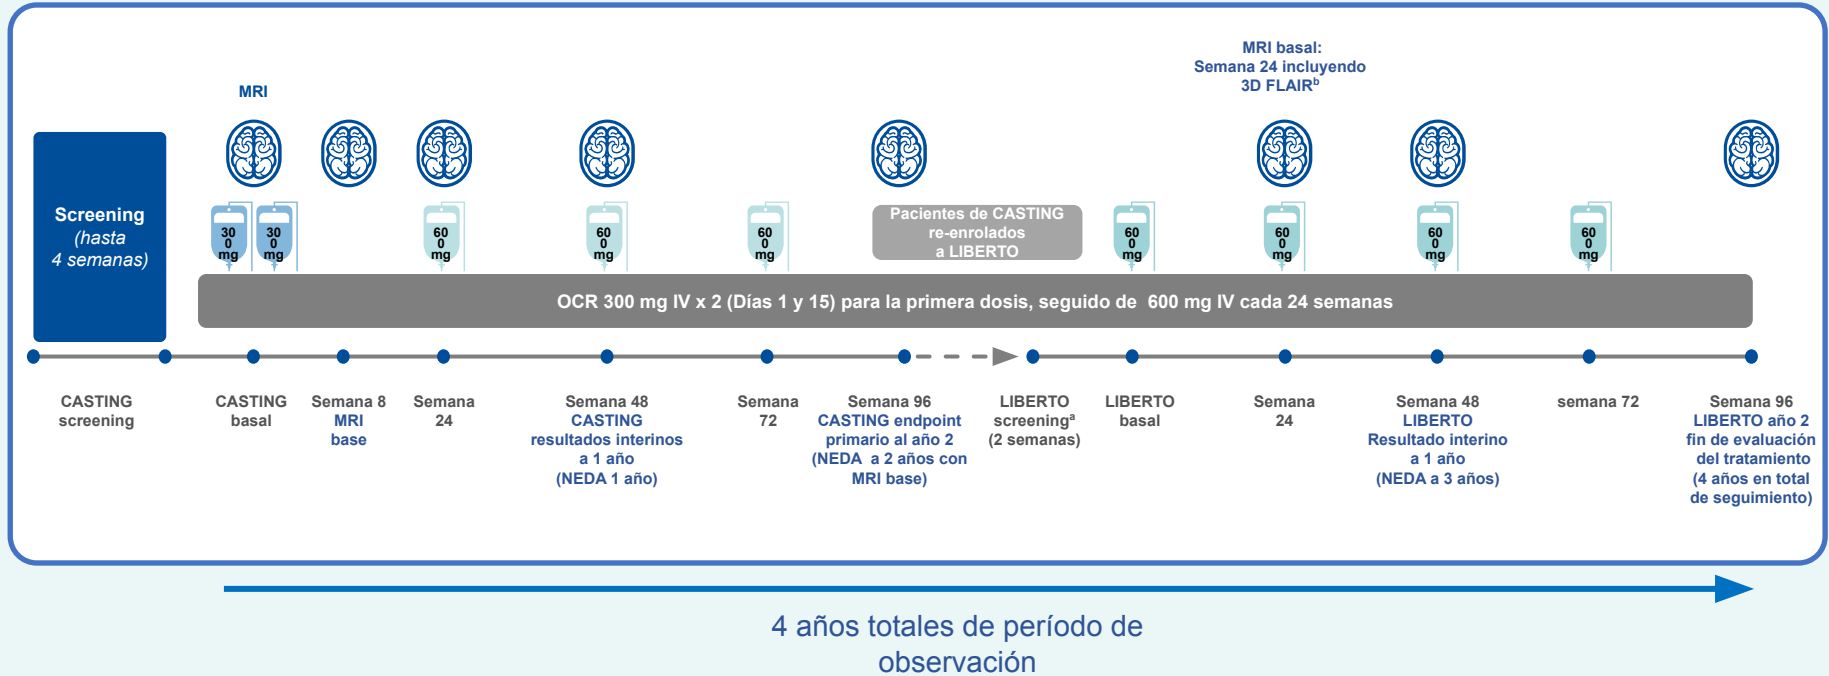 MRI
MRI basal:
Semana 24 incluyendo
3D FLAIRᵇ
Screening
(hasta
4 semanas)
30
0
mg
30
0
mg
60
0
mg
60
0
mg
60
0
mg
Pacientes de CASTING
re-enrolados
a LIBERTO
60
0
mg
60
0
mg
60
0
mg
60
0
mg
OCR 300 mg IV x 2 (Días 1 y 15) para la primera dosis, seguido de 600 mg IV cada 24 semanas
CASTING
screening
CASTING
basal
Semana 8
MRI
base
Semana
24
Semana 48
CASTING
resultados interinos
a 1 año
(NEDA 1 año)
Semana
72
Semana 96
CASTING endpoint
primario al año 2
(NEDA a 2 años con
MRI base)
LIBERTO
screeningᵃ
(2 semanas)
LIBERTO
basal
Semana
24
Semana 48
LIBERTO
Resultado interino
a 1 año
(NEDA a 3 años)
semana 72
Semana 96
LIBERTO año 2
fin de evaluación
del tratamiento
(4 años en total
de seguimiento)
4 años totales de período de
observación